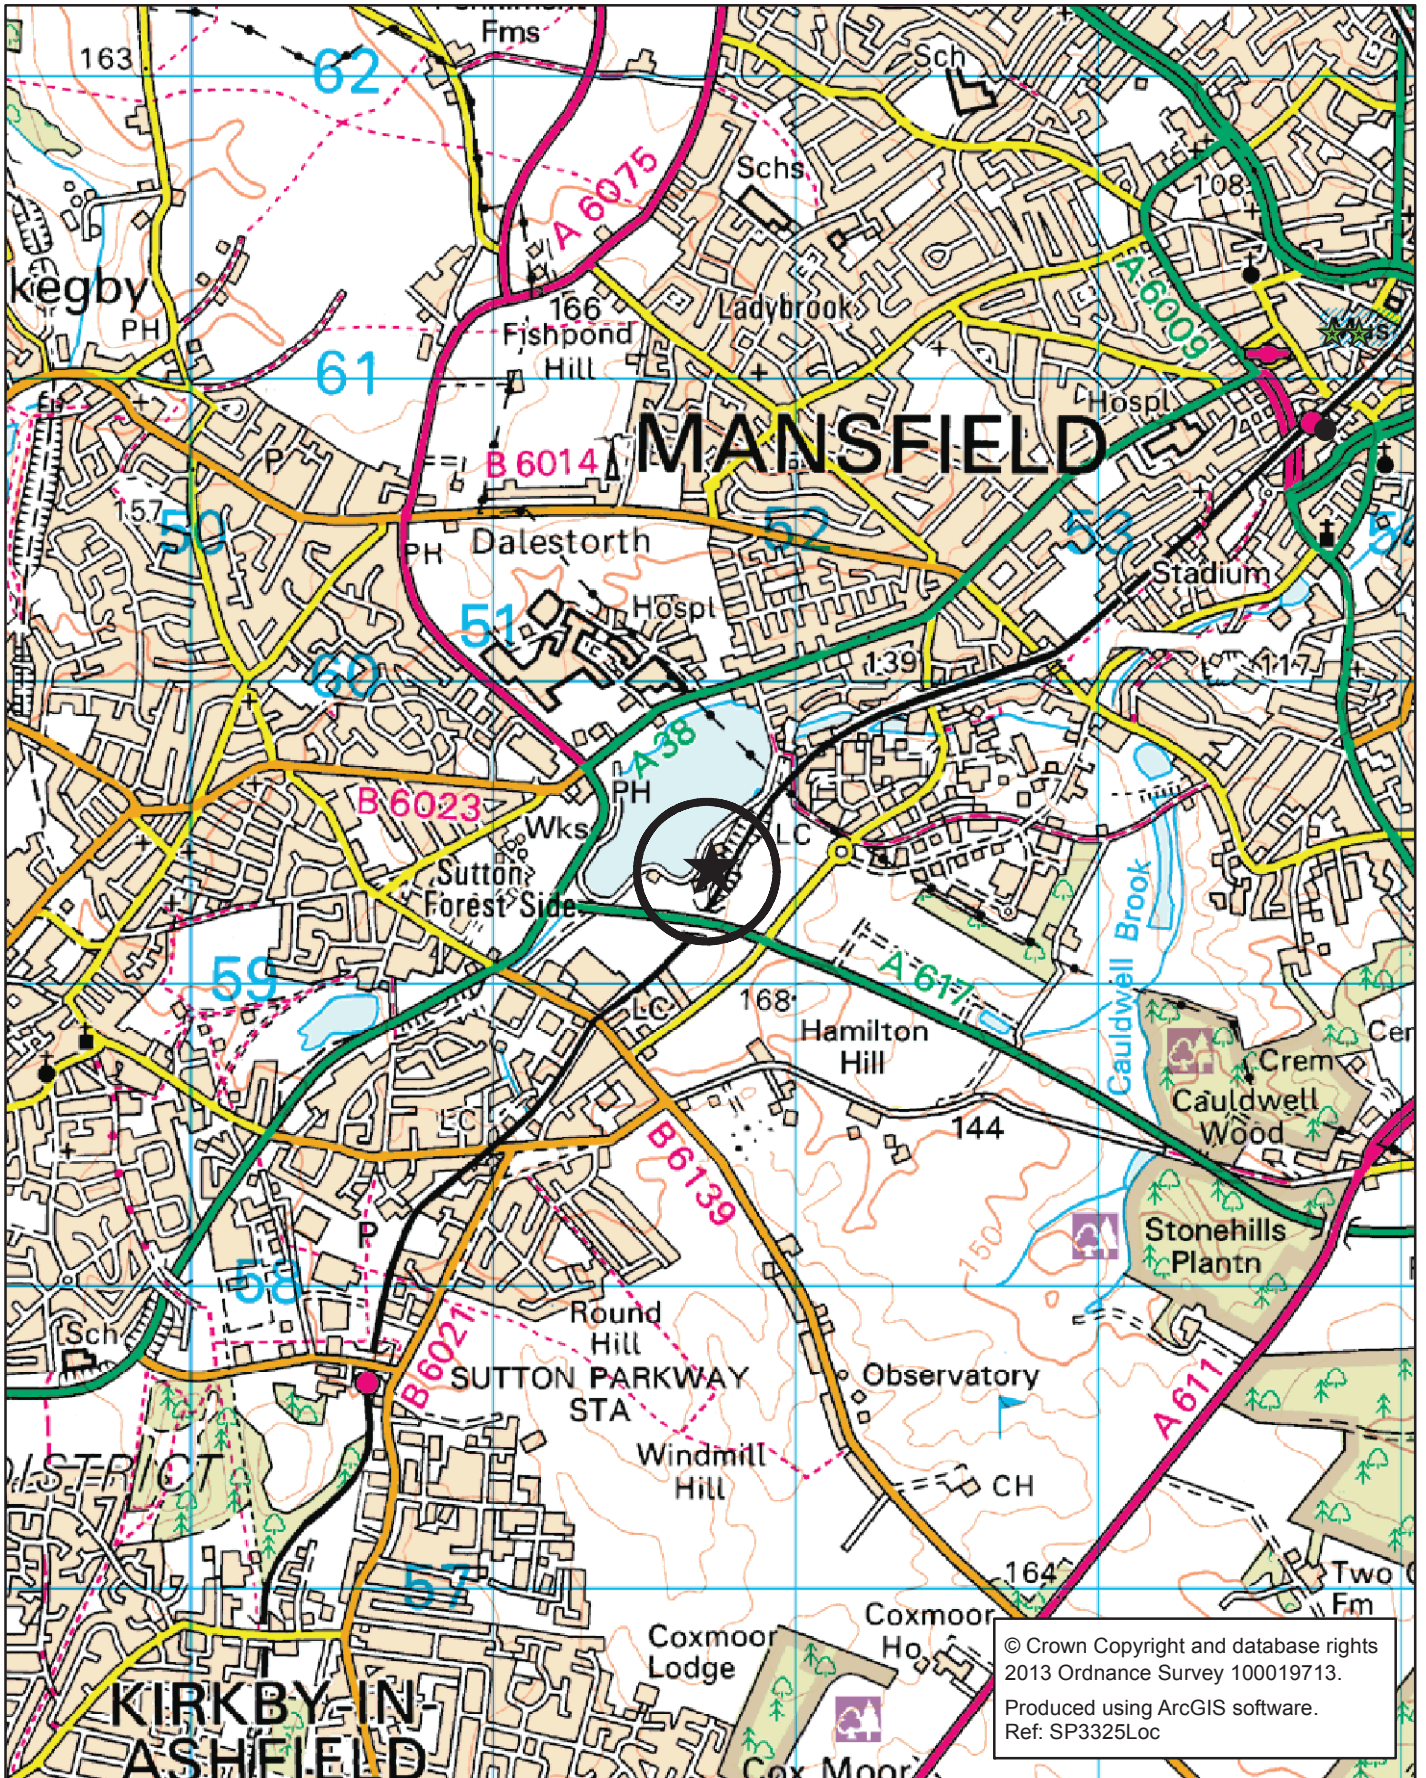 Fms
163
62
Sch
A 6075
Schs
108
kegby
PH
166
Fishpond
Hill
Ladybrook
A 6009
61
MANSFIELD
Hospl
P
B 6014
157
50
52
53
PH
Dalestorth
Stadium
51
Hospl
60
139
117
A 38
B 6023
PH
Wks
LC
Sutton
Forest Side
Cauldwell Brook
59
A 617
LC
168
Hamilton
Hill
Crem
Cauldwell
Wood
LC
144
B 6139
P
Stonehills
Plantn
150
58
Round
Hill
Sch
B 6021
SUTTON PARKWAY
STA
Observatory
A 611
Windmill
Hill
DISTRICT
CH
57
164
Two
Fm
Coxmoor
Ho
Coxmoor
Lodge
KIRKBY-IN-
ASHFIELD
Cox Moor
© Crown Copyright and database rights
2013 Ordnance Survey 100019713.
Produced using ArcGIS software.
Ref: SP3325Loc